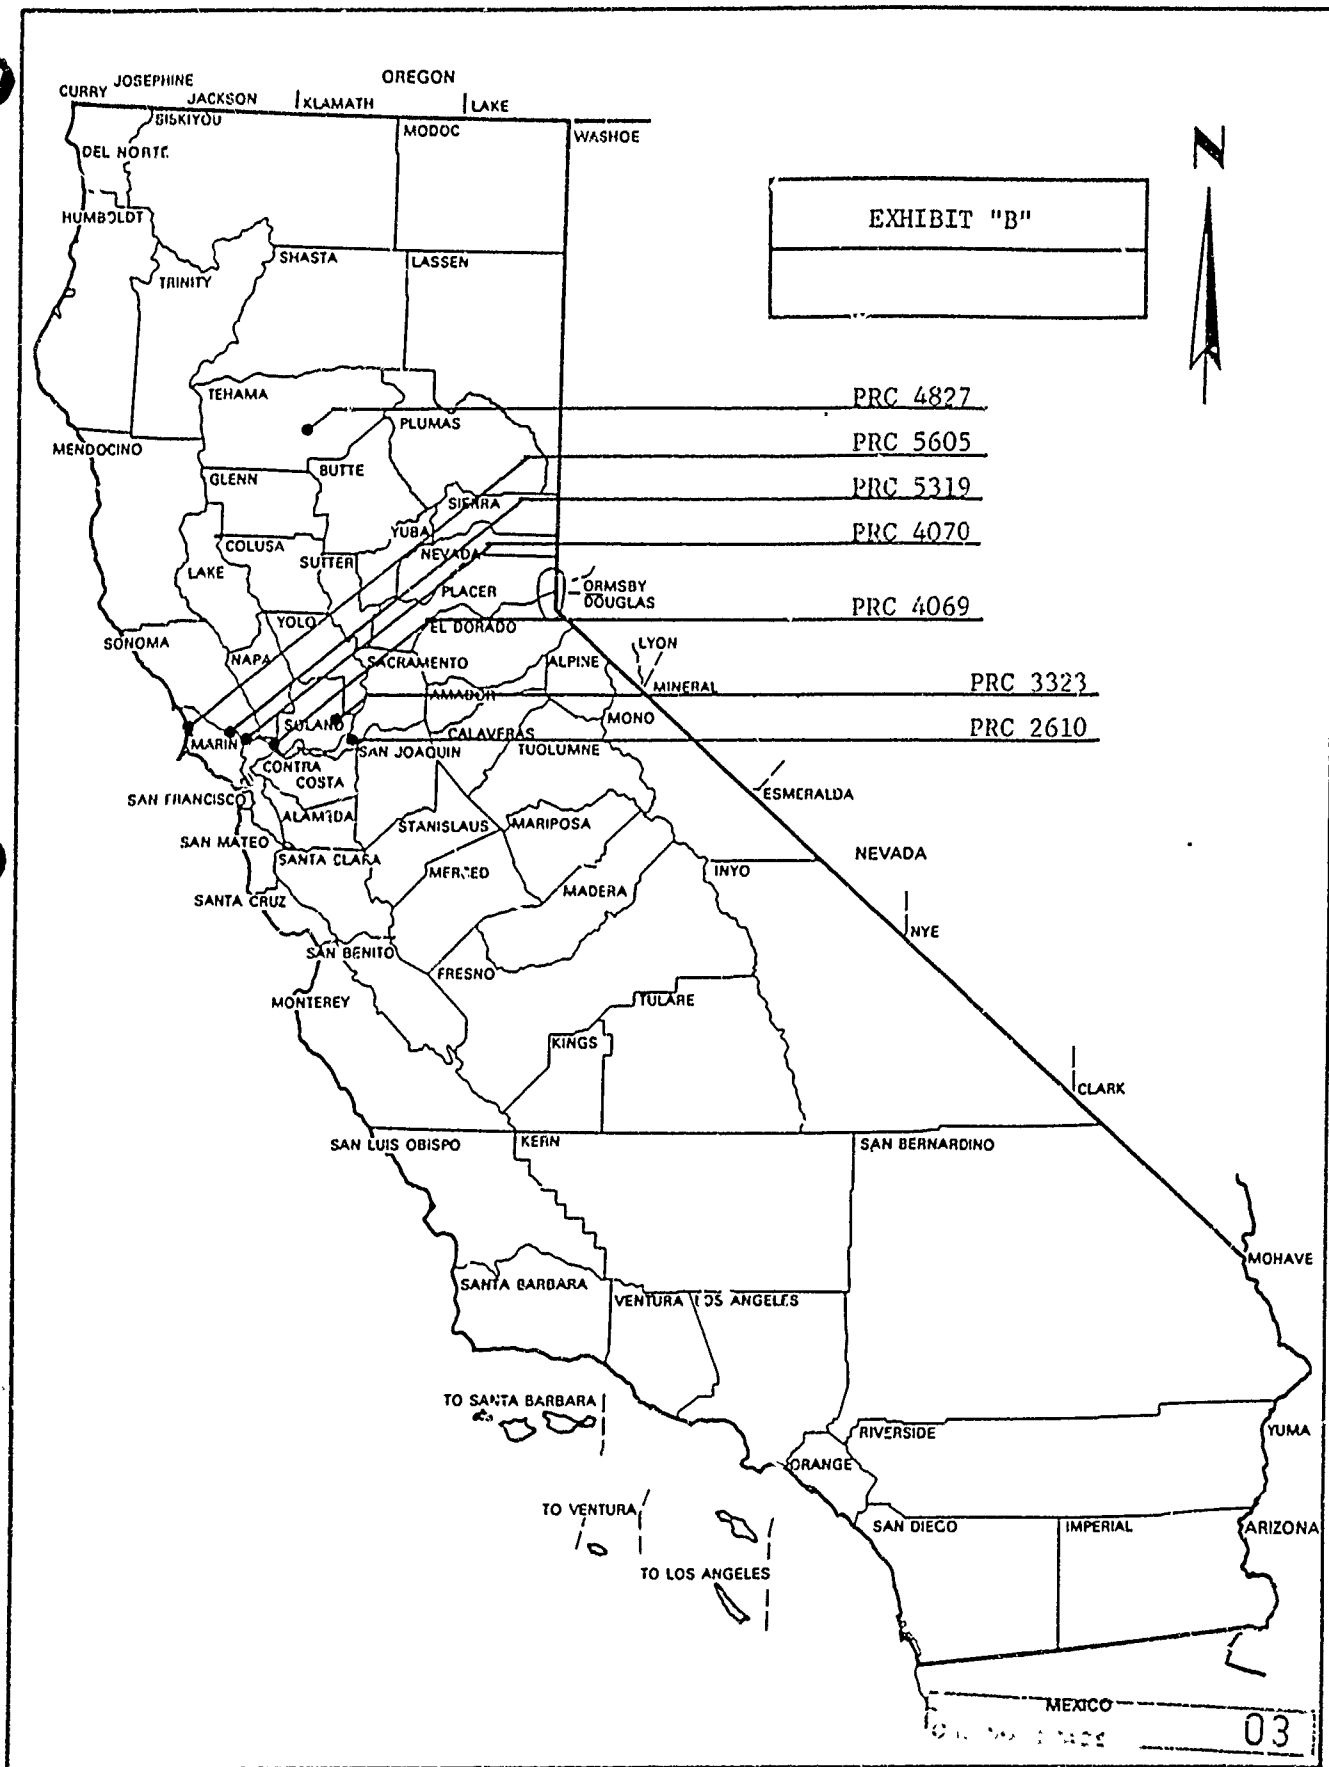 OREGON
JOSEPHINE
CURRY
JACKSON
KLAMATH
LAKE
SISKIYOU
MODOC
WASHOE
DEL NORTE
N
HUMBOLDT
EXHIBIT "B"
SHASTA
LASSEN
TRINITY
TEHAMA
PRC 4827
PLUMAS
PRC 5605
MENDOCINO
BUTTE
GLENN
PRC 5319
SIERRA
YUBA
PRC 4070
COLUSA
NEVADA
SUTTER
LAKE
ORMSBY
PLACER
DOUGLAS
PRC 4069
YOLO
EL DORADO
SONOMA
LYON
NAPA
SACRAMENTO
ALPINE
PRC 3323
MINERAL
AMADOR
MONO
SOLANO
PRC 2610
CALAVERAS
MARIN
SAN JOAQUIN
TUOLUMNE
CONTRA
COSTA
ESMERALDA
SAN FRANCISCO
ALAMEDA
STANISLAUS
MARIPOSA
SAN MATEO
NEVADA
SANTA CLARA
MERCED
INYO
MADERA
SANTA CRUZ
NYE
SAN BENITO
FRESNO
MONTEREY
TULARE
KINGS
CLARK
SAN LUIS OBISPO
KERN
SAN BERNARDINO
MOHAVE
SANTA BARBARA
VENTURA
LOS ANGELES
TO SANTA BARBARA
RIVERSIDE
YUMA
ORANGE
TO VENTURA
SAN DIEGO
IMPERIAL
ARIZONA
TO LOS ANGELES
MEXICO
03